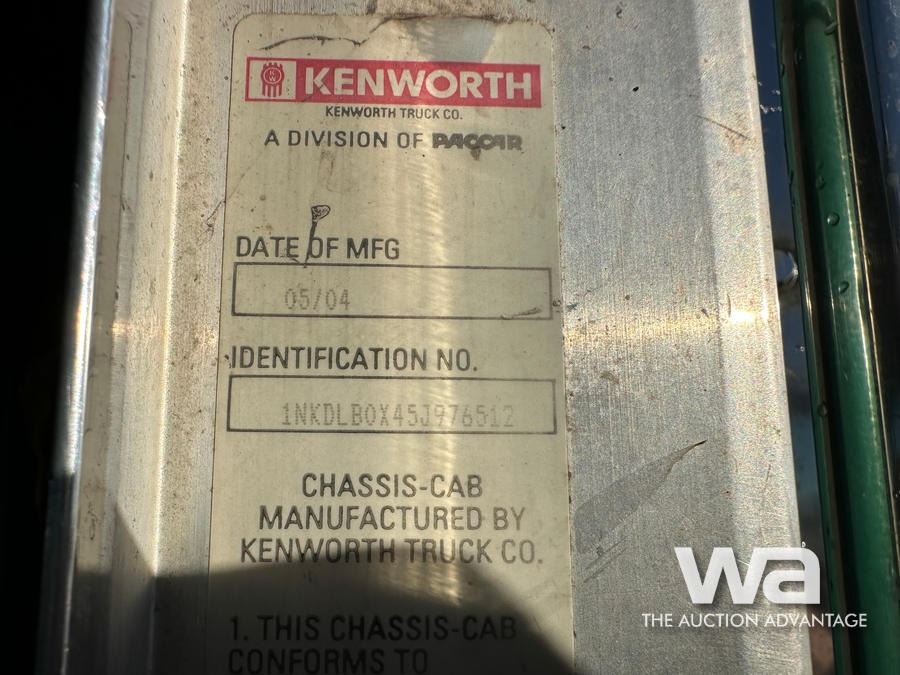 KW
KENWORTH
KENWORTH TRUCK CO.
A DIVISION OF PACCAR
DATE OF MFG
05/04
IDENTIFICATION NO.
1NKDLB0X45J976512
CHASSIS-CAB
MANUFACTURED BY
KENWORTH TRUCK CO.
1. THIS CHASSIS-CAB
CONFORMS TO
wa
THE AUCTION ADVANTAGE